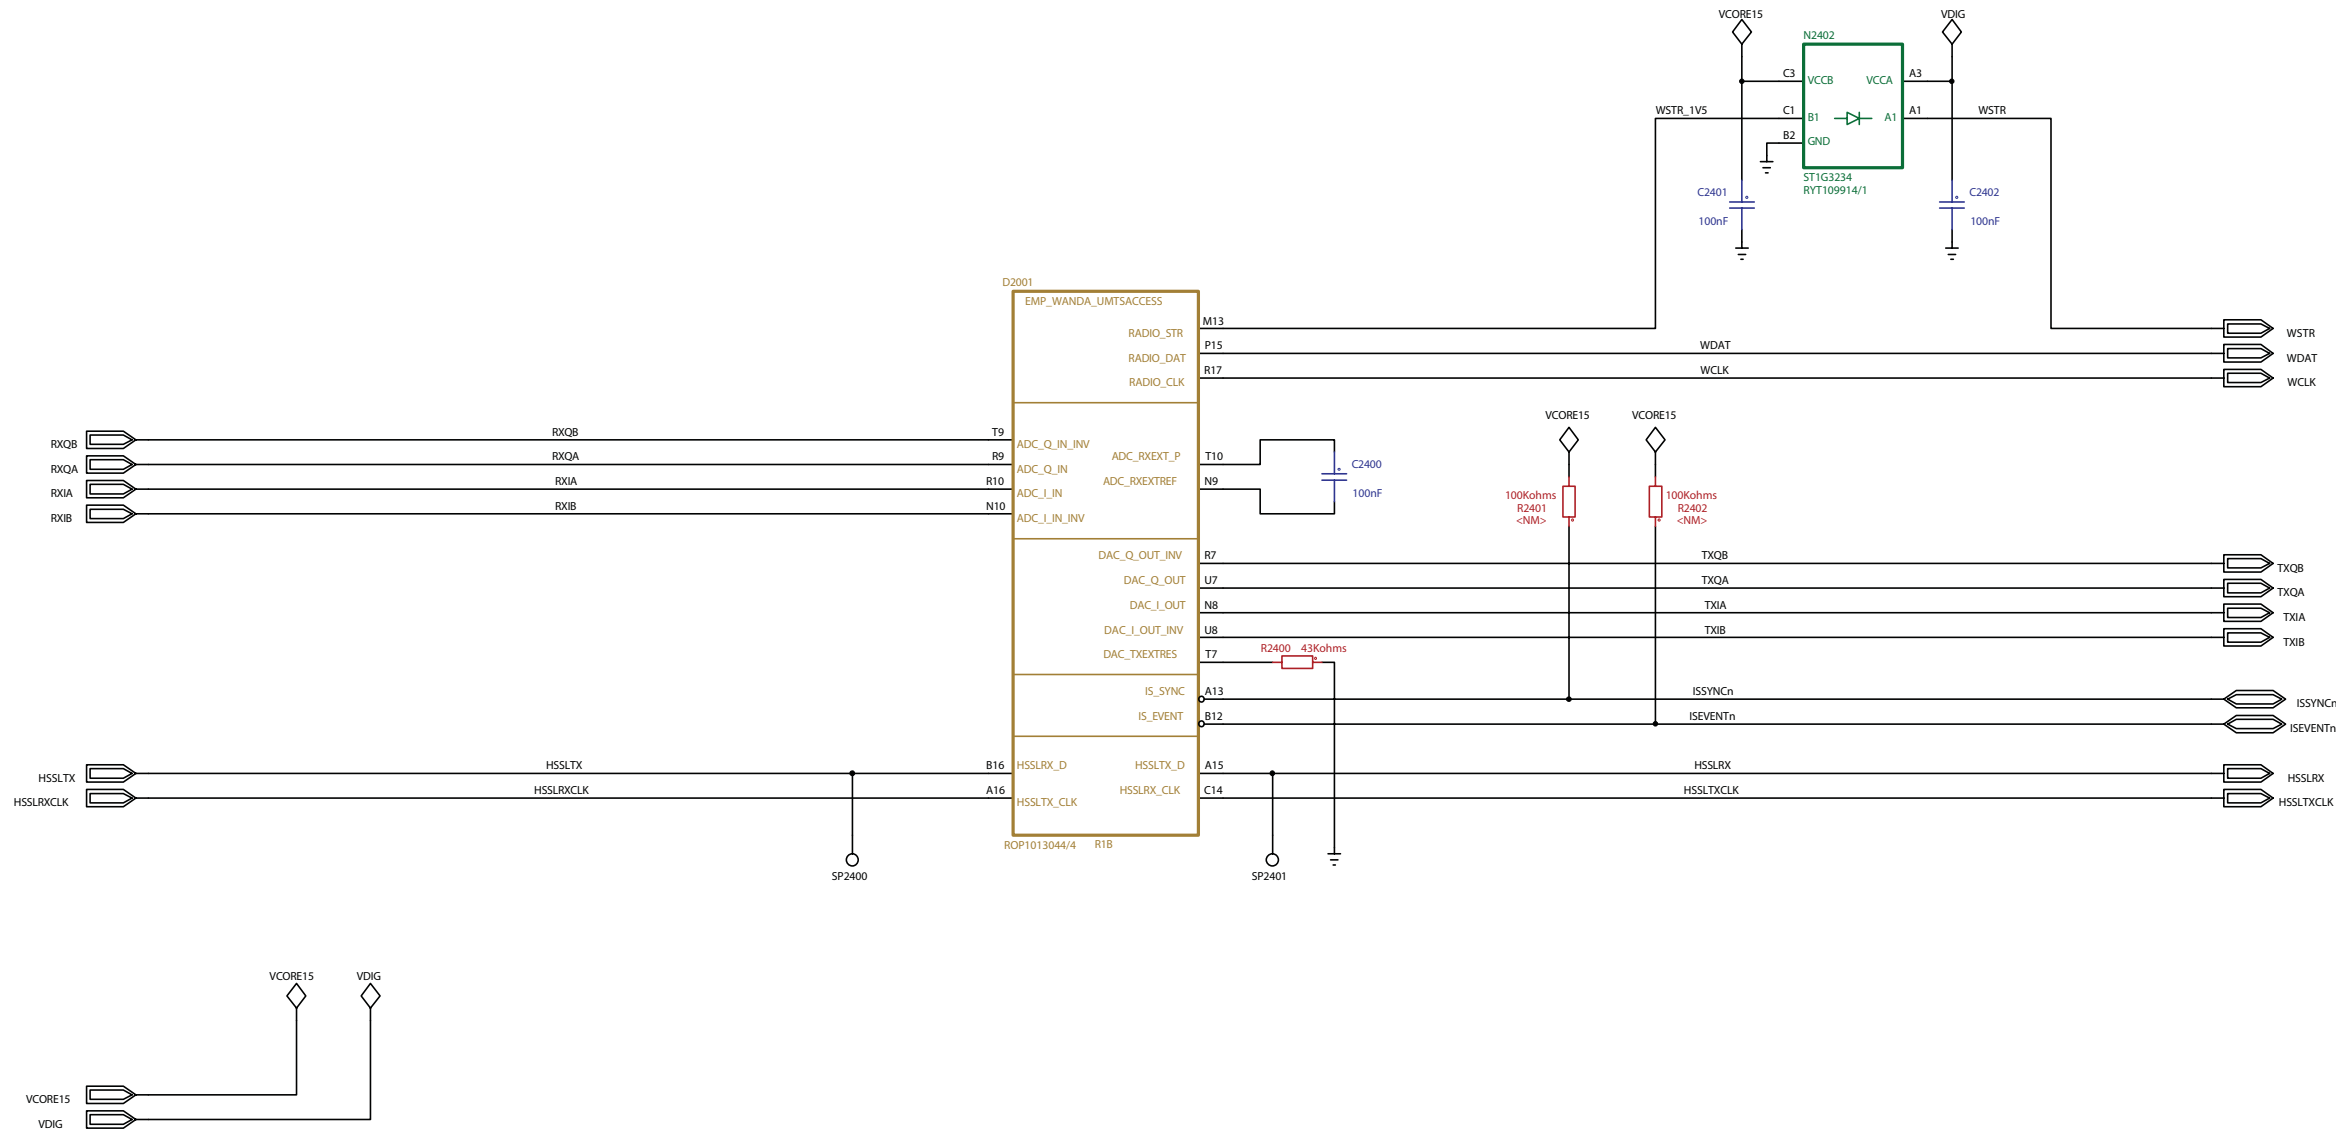 VCORE15
VDIG
N2402
C3
VCCB
VCCA
A3
WSTR_1V5
C1
B1
A1
A1
WSTR
B2
GND
ST1G3234
RYT109914/1
C2401
100nF
C2402
100nF
D2001
EMP_WANDA_UMTSACCESS
RADIO_STR
M13
WSTR
RADIO_DAT
P15
WDAT
WDAT
RADIO_CLK
R17
WCLK
WCLK
VCORE15
VCORE15
RXQB
RXQB
T9
ADC_Q_IN_INV
RXQA
RXQA
R9
ADC_Q_IN
ADC_RXEXT_P
T10
RXIA
RXIA
R10
ADC_I_IN
ADC_RXEXTREF
N9
RXIB
RXIB
N10
ADC_I_IN_INV
C2400
100nF
100Kohms
R2401
<NM>
100Kohms
R2402
<NM>
DAC_Q_OUT_INV
R7
TXQB
TXQB
DAC_Q_OUT
U7
TXQA
TXQA
DAC_I_OUT
N8
TXIA
TXIA
DAC_I_OUT_INV
U8
TXIB
TXIB
DAC_TXEXTRES
T7
R2400 43Kohms
IS_SYNC
A13
ISSYNCn
ISSYNCn
IS_EVENT
B12
ISEVENTn
ISEVENTn
HSSLTX
HSSLTX
B16
HSSLRX_D
HSSLTX_D
A15
HSSLRX
HSSLRX
HSSLRXCLK
HSSLRXCLK
A16
HSSLTX_CLK
HSSLRX_CLK
C14
HSSLTXCLK
HSSLTXCLK
ROP1013044/4 R1B
SP2400
SP2401
VCORE15
VDIG
VCORE15
VDIG